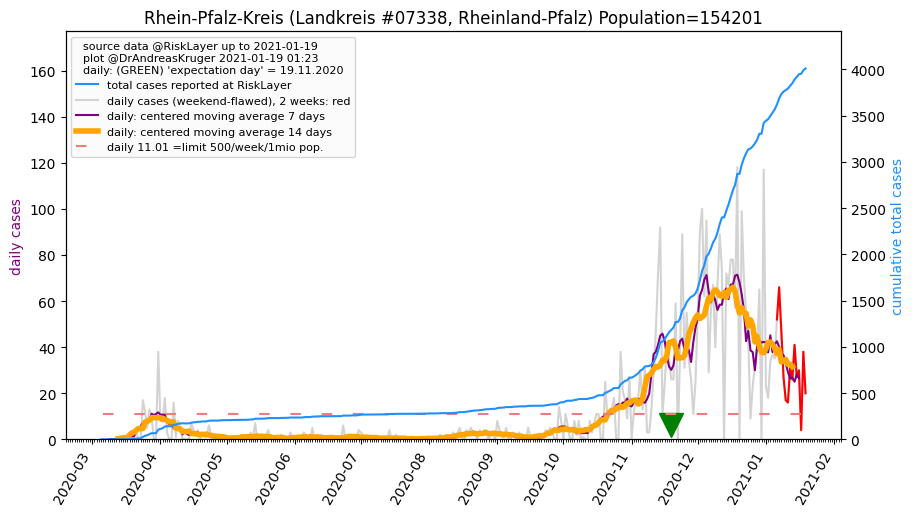 Rhein-Pfalz-Kreis (Landkreis #07338, Rheinland-Pfalz) Population=154201
source data @RiskLayer up to 2021-01-19
plot @DrAndreasKruger 2021-01-19 01:23
daily: (GREEN) 'expectation day' = 19.11.2020
total cases reported at RiskLayer
daily cases (weekend-flawed), 2 weeks: red
daily: centered moving average 7 days
daily: centered moving average 14 days
daily 11.01 =limit 500/week/1mio pop.
daily cases
160
140
120
100
80
60
40
20
0
cumulative total cases
4000
3500
3000
2500
2000
1500
1000
500
0
2020-03
2020-04
2020-05
2020-06
2020-07
2020-08
2020-09
2020-10
2020-11
2020-12
2021-01
2021-02